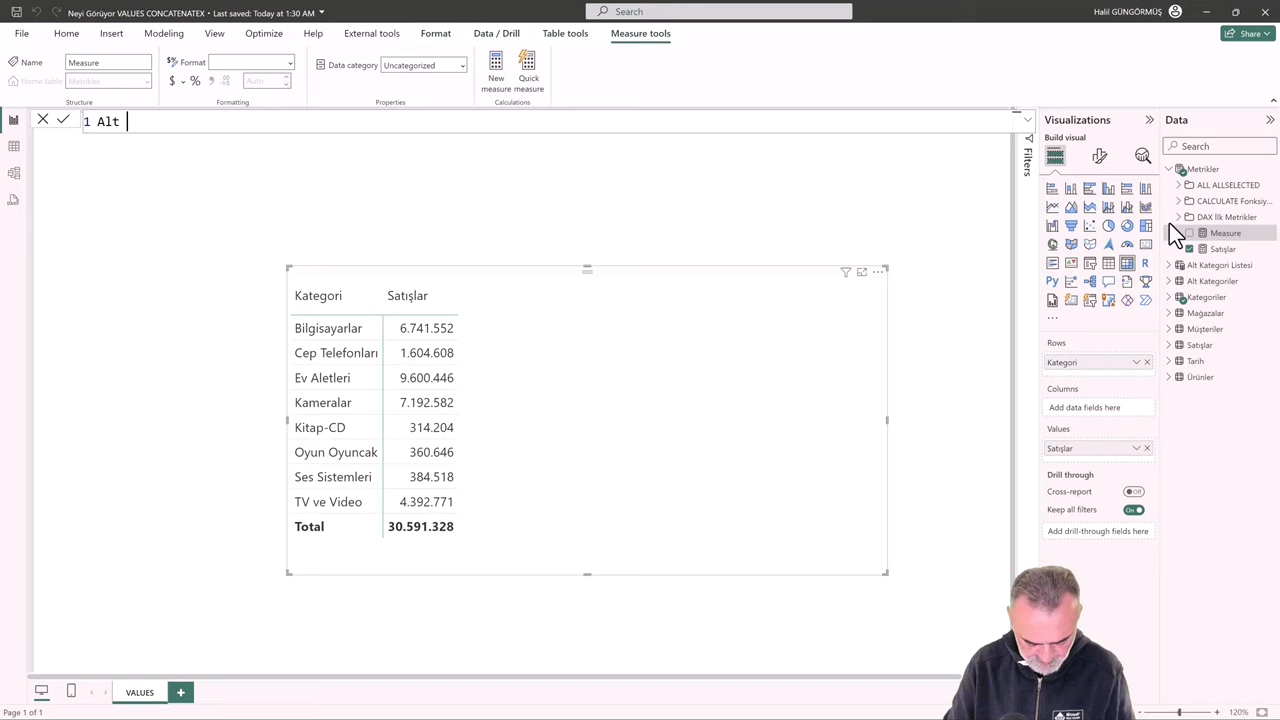 Neyi Görüyor VALUES CONCATENATEX • Last saved: Today at 1:30 AM
Search
Halil GÜNGÖRMÜŞ
File
Home
Insert
Modeling
View
Optimize
Help
External tools
Format
Data / Drill
Table tools
Measure tools
Share
Name
Measure
Home table
Metrikler
Structure
Format
$
%
Auto
Formatting
Data category
Uncategorized
Properties
New
measure
Quick
measure
Calculations
1 Alt
Filters
Kategori Satışlar
Bilgisayarlar 6.741.552
Cep Telefonları 1.604.608
Ev Aletleri 9.600.446
Kameralar 7.192.582
Kitap-CD 314.204
Oyun Oyuncak 360.646
Ses Sistemleri 384.518
TV ve Video 4.392.771
Total 30.591.328
Visualizations
Build visual
R
Py
Rows
Kategori
Columns
Add data fields here
Values
Satışlar
Drill through
Cross-report
Off
Keep all filters
On
Add drill-through fields here
Data
Search
Metrikler
ALL ALLSELECTED
CALCULATE Fonksiy...
DAX İlk Metrikler
Measure
Satışlar
Alt Kategori Listesi
Alt Kategoriler
Kategoriler
Mağazalar
Müşteriler
Satışlar
Tarih
Ürünler
VALUES
Page 1 of 1
120%